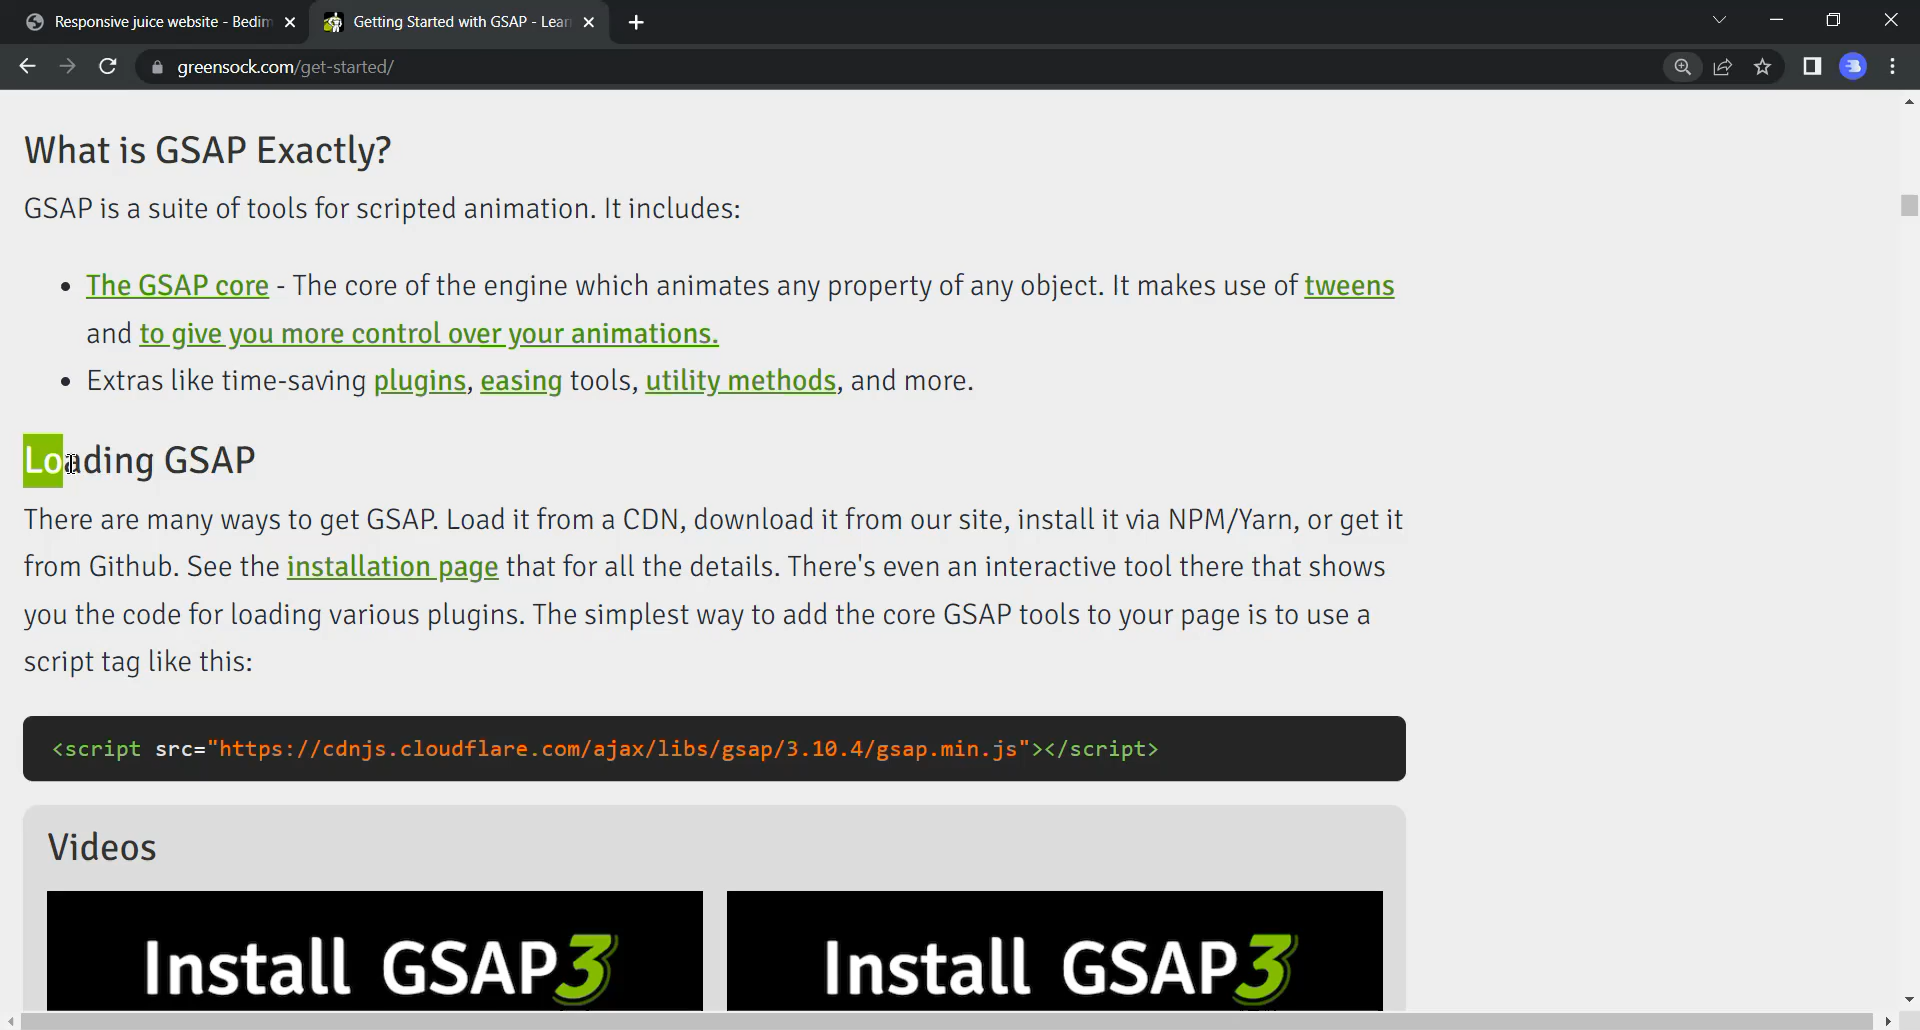 Responsive juice website - Bedim
Getting Started with GSAP - Lear
greensock.com/get-started/
What is GSAP Exactly?
GSAP is a suite of tools for scripted animation. It includes:
The GSAP core - The core of the engine which animates any property of any object. It makes use of tweens
and to give you more control over your animations.
Extras like time-saving plugins, easing tools, utility methods, and more.
Loading GSAP
There are many ways to get GSAP. Load it from a CDN, download it from our site, install it via NPM/Yarn, or get it
from Github. See the installation page that for all the details. There's even an interactive tool there that shows
you the code for loading various plugins. The simplest way to add the core GSAP tools to your page is to use a
script tag like this:
<script src="https://cdnjs.cloudflare.com/ajax/libs/gsap/3.10.4/gsap.min.js"></script>
Videos
Install GSAP3
Install GSAP3